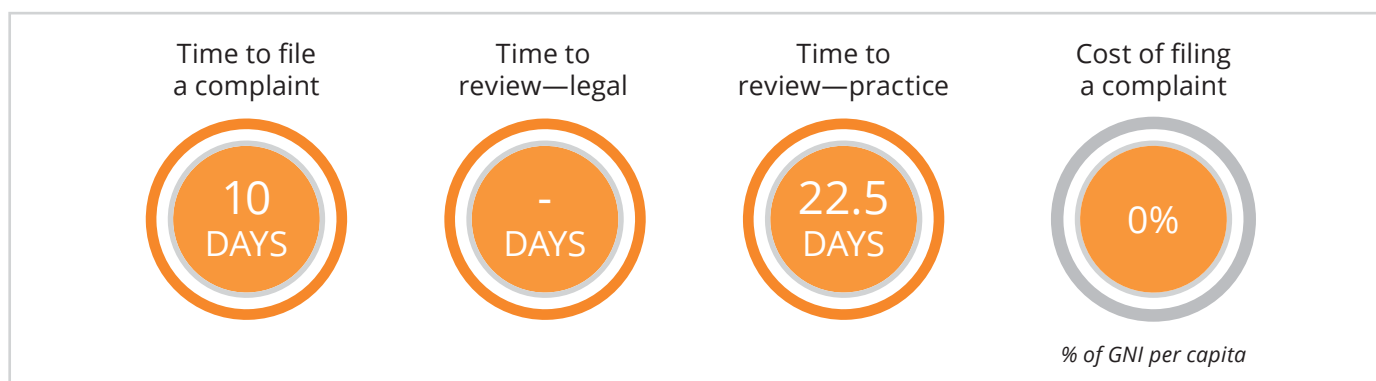 Time to file
a complaint
10
DAYS
Time to
review—legal
-
DAYS
Time to
review—practice
22.5
DAYS
Cost of filing
a complaint
0%
% of GNI per capita